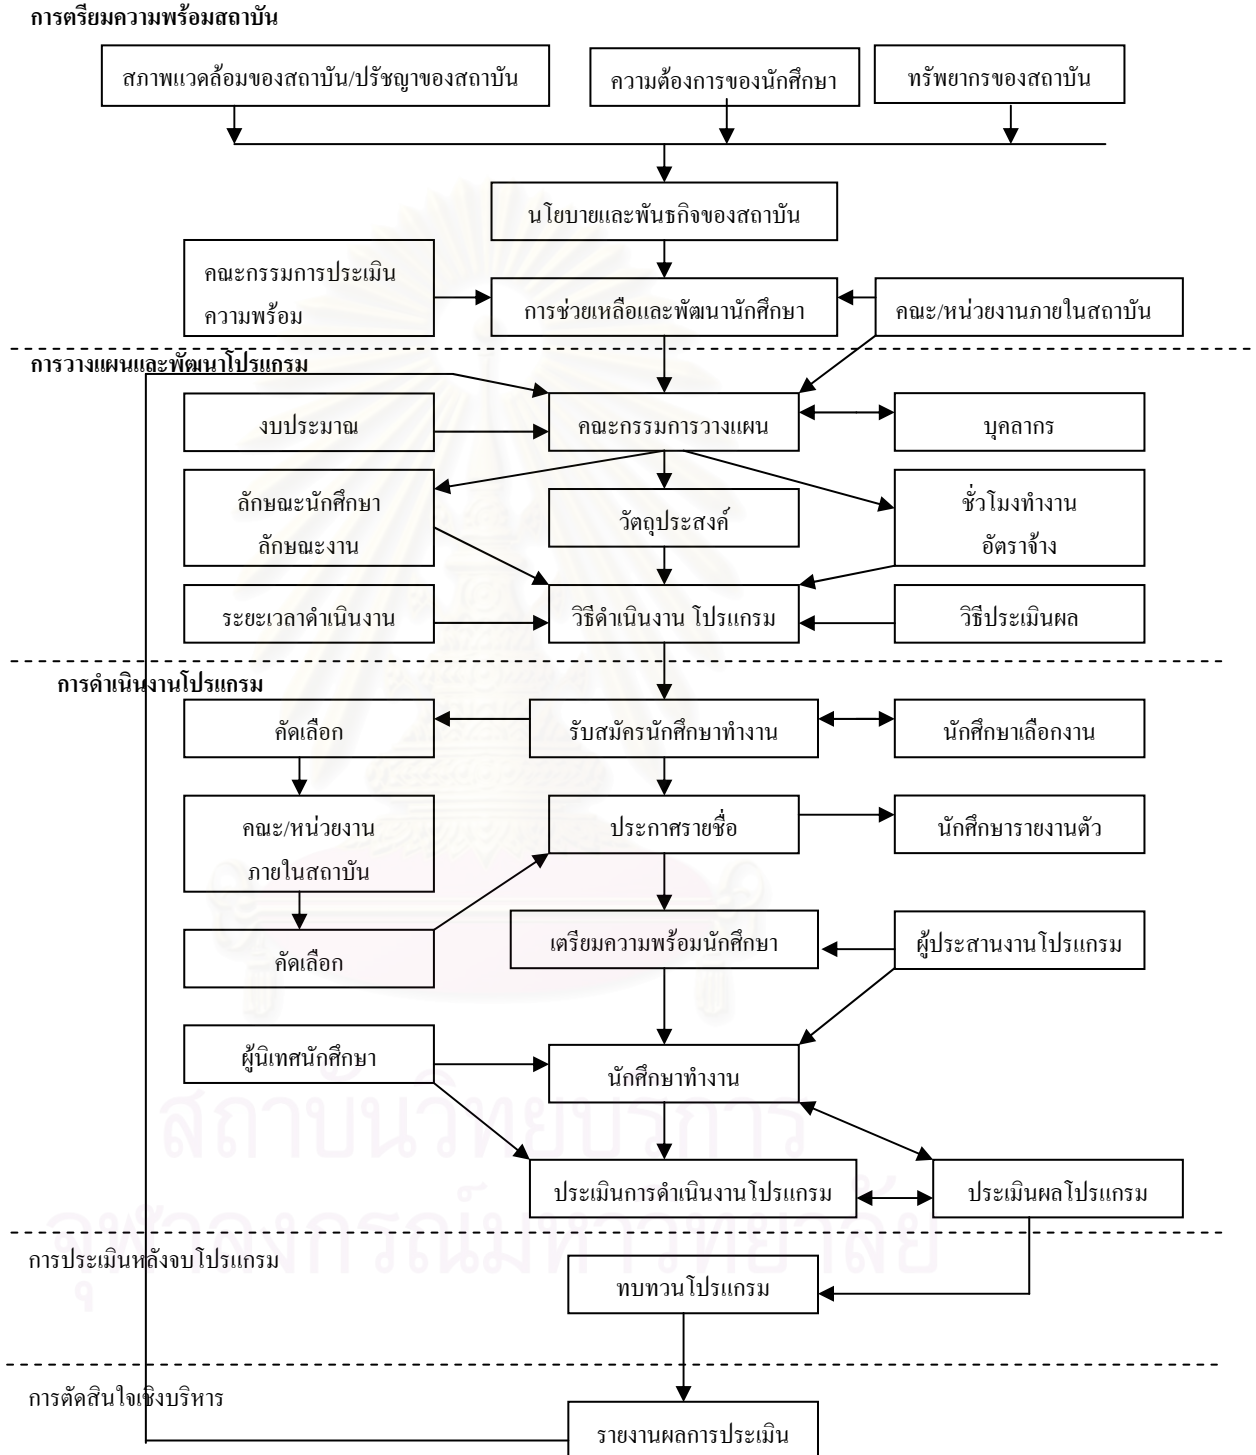 การตรียมความพร้อมสถาบัน
สภาพแวดล้อมของสถาบัน/ปรัชญาของสถาบัน
ความต้องการของนักศึกษา
ทรัพยากรของสถาบัน
นโยบายและพันธกิจของสถาบัน
คณะกรรมการประเมิน
ความพร้อม
การช่วยเหลือและพัฒนานักศึกษา
คณะ/หน่วยงานภายในสถาบัน
การวางแผนและพัฒนาโปรแกรม
งบประมาณ
คณะกรรมการวางแผน
บุคลากร
ลักษณะนักศึกษา
ลักษณะงาน
วัตถุประสงค์
ชั่วโมงทำงาน
อัตราจ้าง
ระยะเวลาดำเนินงาน
วิธีดำเนินงาน โปรแกรม
วิธีประเมินผล
การดำเนินงานโปรแกรม
คัดเลือก
รับสมัครนักศึกษาทำงาน
นักศึกษาเลือกงาน
คณะ/หน่วยงาน
ภายในสถาบัน
ประกาศรายชื่อ
นักศึกษารายงานตัว
คัดเลือก
เตรียมความพร้อมนักศึกษา
ผู้ประสานงานโปรแกรม
ผู้นิเทศนักศึกษา
นักศึกษาทำงาน
สถาบันวิทยบริการ
ประเมินการดำเนินงานโปรแกรม
ประเมินผลโปรแกรม
จุฬาลงกรณ์มหาวิทยาลัย
การประเมินหลังจบโปรแกรม
ทบทวนโปรแกรม
การตัดสินใจเชิงบริหาร
รายงานผลการประเมิน